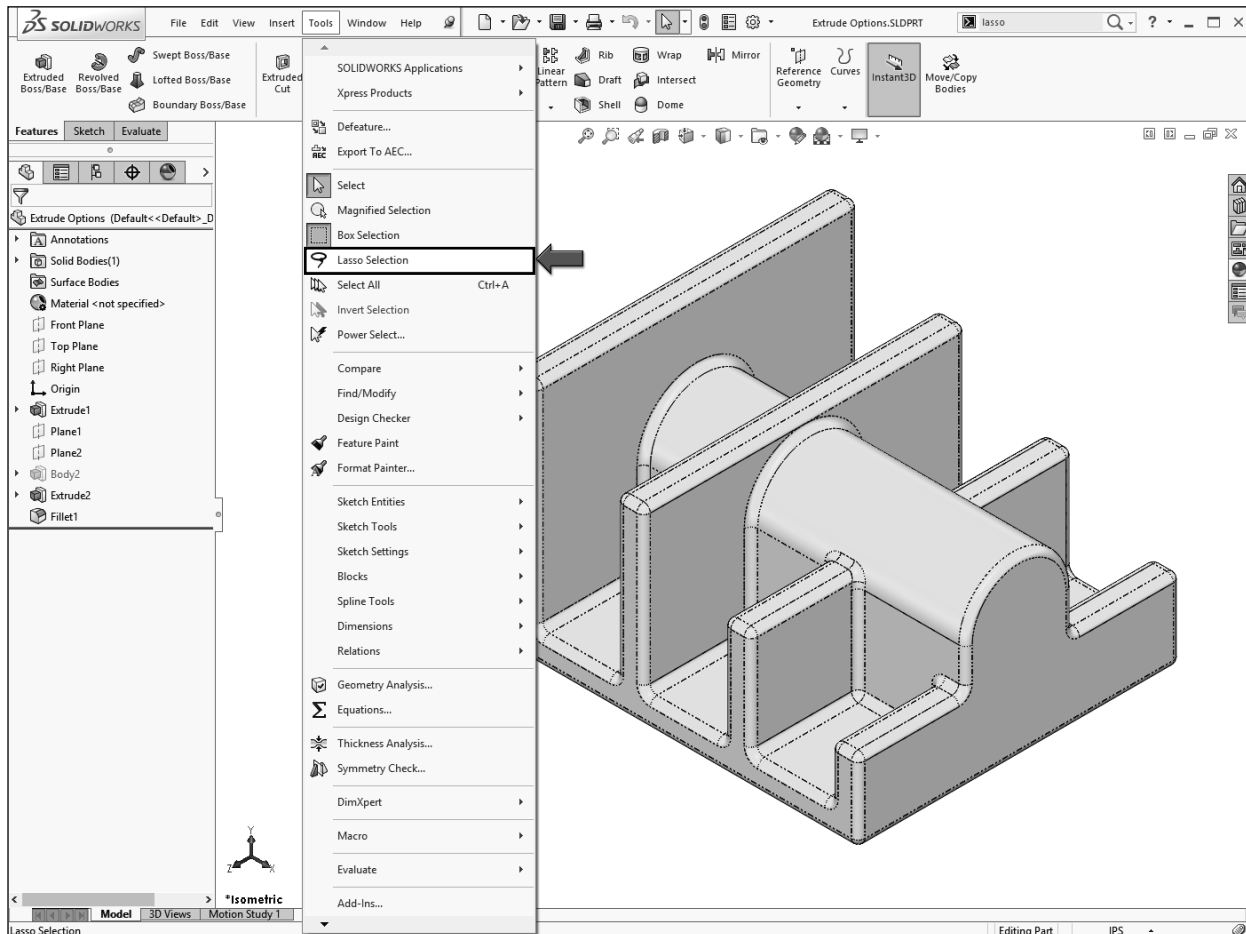 SOLIDWORKS File Edit View Insert Tools Window Help Extrude Options.SLDPRT lasso ?
Extruded Boss/Base
Revolved Boss/Base
Swept Boss/Base
Lofted Boss/Base
Boundary Boss/Base
Extruded Cut
Linear Pattern
Rib
Draft
Shell
Wrap
Intersect
Dome
Mirror
Reference Geometry
Curves
Instant3D
Move/Copy Bodies
Features Sketch Evaluate
Extrude Options (Default<<Default>_D
Annotations
Solid Bodies(1)
Surface Bodies
Material <not specified>
Front Plane
Top Plane
Right Plane
Origin
Extrude1
Plane1
Plane2
Body2
Extrude2
Fillet1
SOLIDWORKS Applications
Xpress Products
Defeature...
AEC Export To AEC...
Select
Magnified Selection
Box Selection
Lasso Selection
Select All Ctrl+A
Invert Selection
Power Select...
Compare
Find/Modify
Design Checker
Feature Paint
Format Painter...
Sketch Entities
Sketch Tools
Sketch Settings
Blocks
Spline Tools
Dimensions
Relations
Geometry Analysis...
Equations...
Thickness Analysis...
Symmetry Check...
DimXpert
Macro
Evaluate
Add-Ins...
Y
Z X
*Isometric
Model 3D Views Motion Study 1
Lasso Selection Editing Part IPS